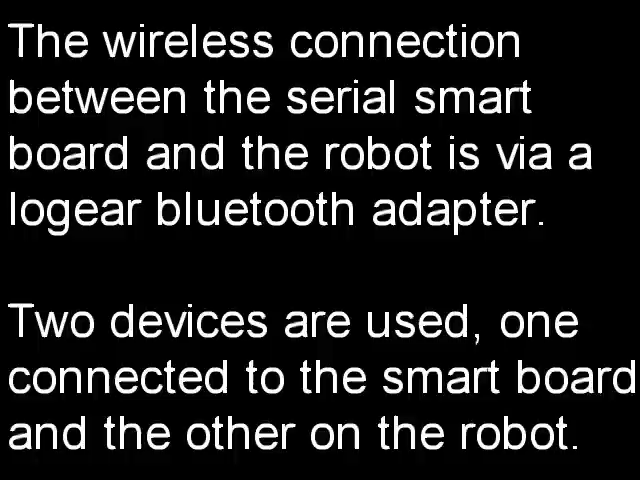 The wireless connection
between the serial smart
board and the robot is via a
logear bluetooth adapter.
Two devices are used, one
connected to the smart board
and the other on the robot.